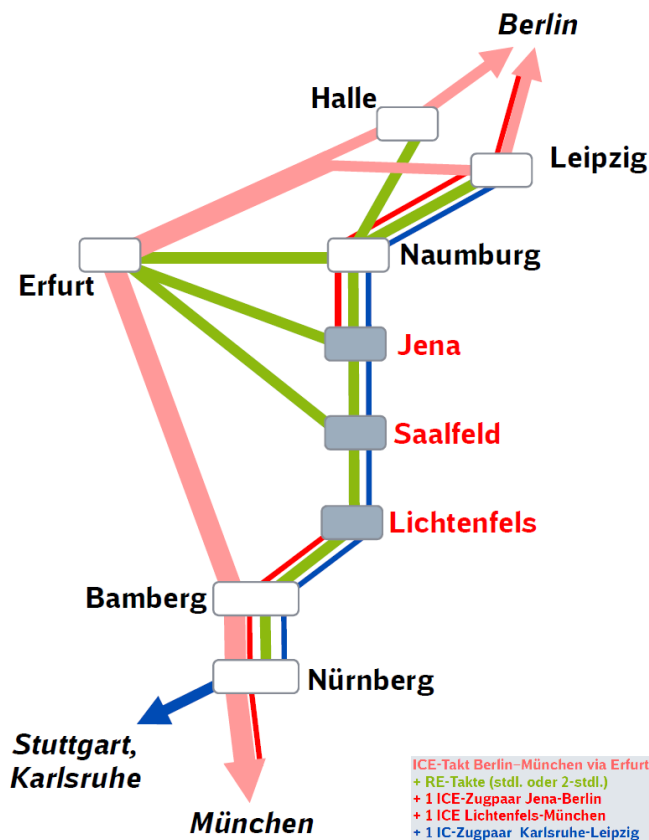 Berlin
Halle
Leipzig
Naumburg
Erfurt
Jena
Saalfeld
Lichtenfels
Bamberg
Nürnberg
Stuttgart,
Karlsruhe
München
ICE-Takt Berlin–München via Erfurt
+ RE-Takte (stdl. oder 2-stdl.)
+ 1 ICE-Zugpaar Jena-Berlin
+ 1 ICE Lichtenfels-München
+ 1 IC-Zugpaar Karlsruhe-Leipzig